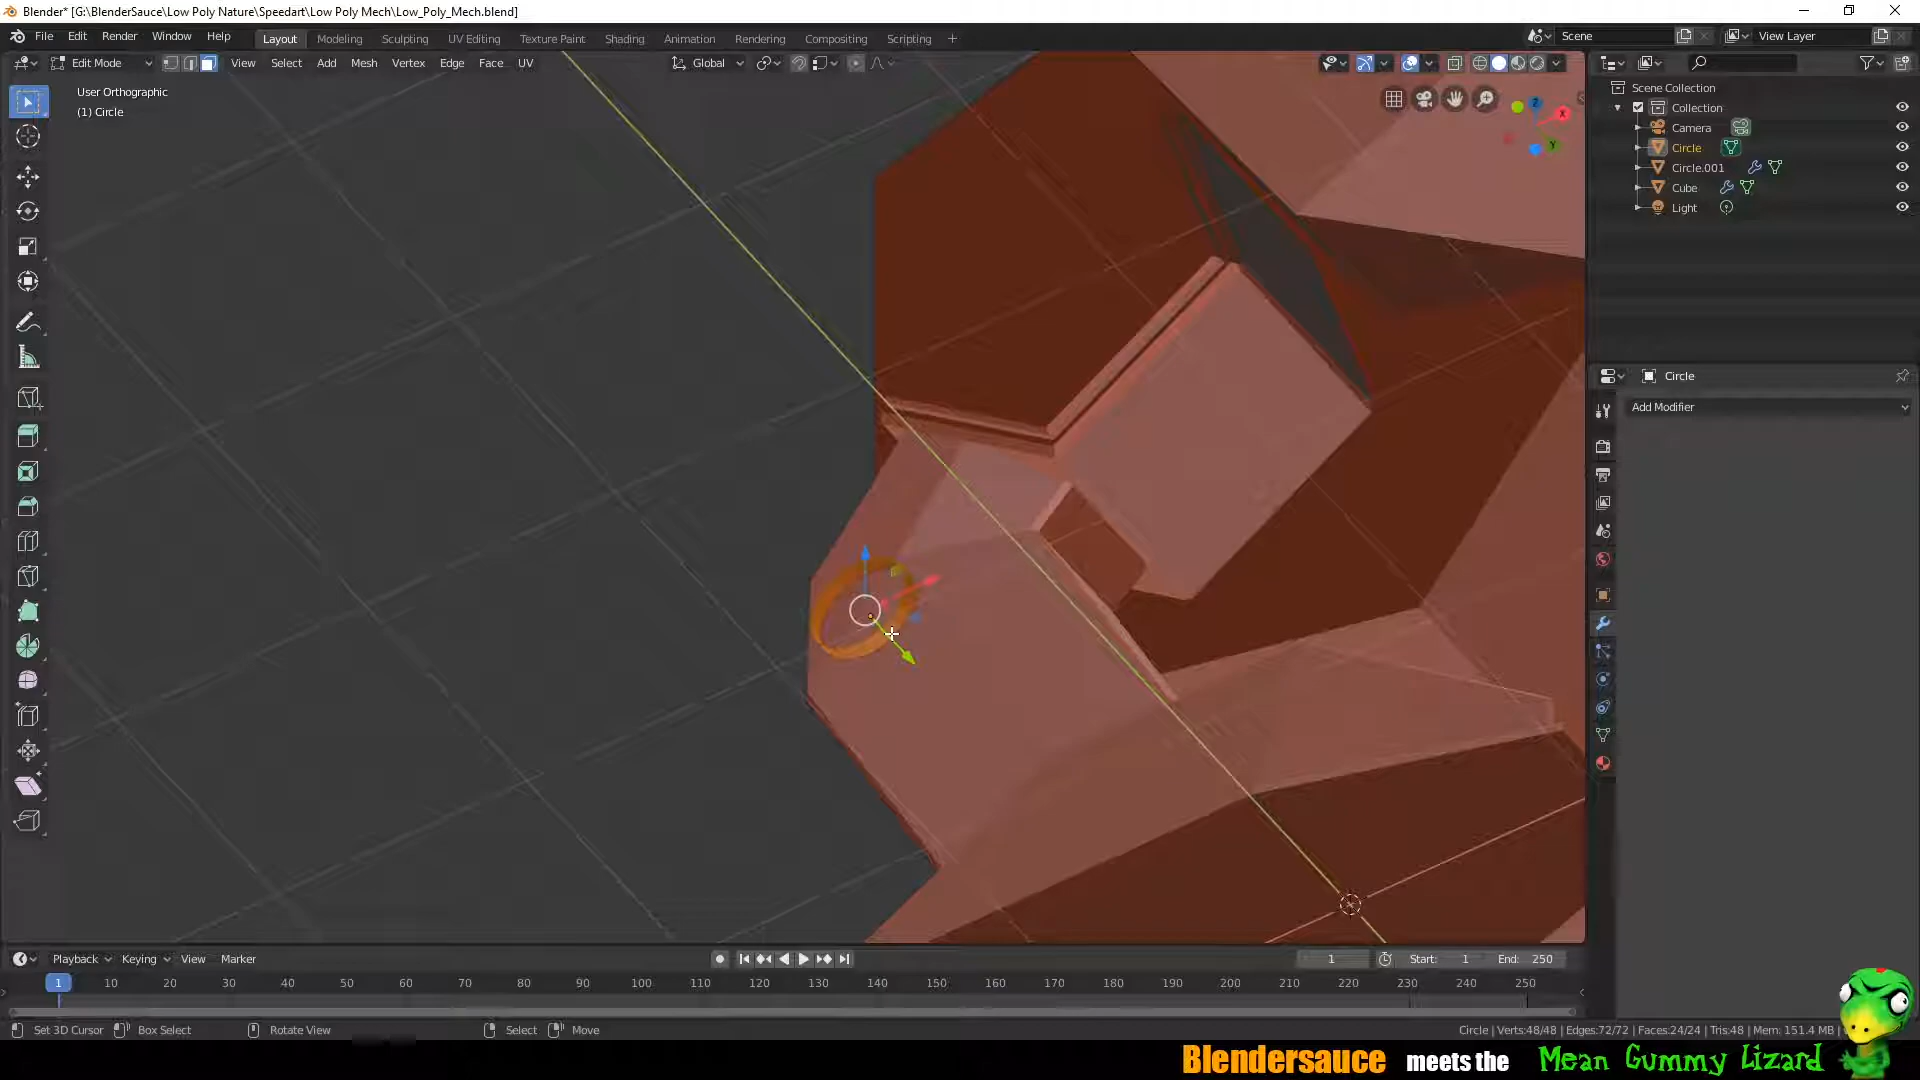 Blender* [G:\BlenderSauce\Low Poly Nature\Speedart\Low Poly Mech\Low_Poly_Mech.blend]
File Edit Render Window Help Layout Modeling Sculpting UV Editing Texture Paint Shading Animation Rendering Compositing Scripting + Scene View Layer
Edit Mode View Select Add Mesh Vertex Edge Face UV Global
User Orthographic
(1) Circle
Z
X
Y
Scene Collection
Collection
Camera
Circle
Circle.001
Cube
Light
Circle
Add Modifier
Playback Keying View Marker 1 Start: 1 End: 250
1 10 20 30 40 50 60 70 80 90 100 110 120 130 140 150 160 170 180 190 200 210 220 230 240 250
Set 3D Cursor Box Select Rotate View Select Move Circle | Verts:48/48 | Edges:72/72 | Faces:24/24 | Tris:48 | Mem: 151.4 MB |
Blendersauce meets the Mean Gummy Lizard